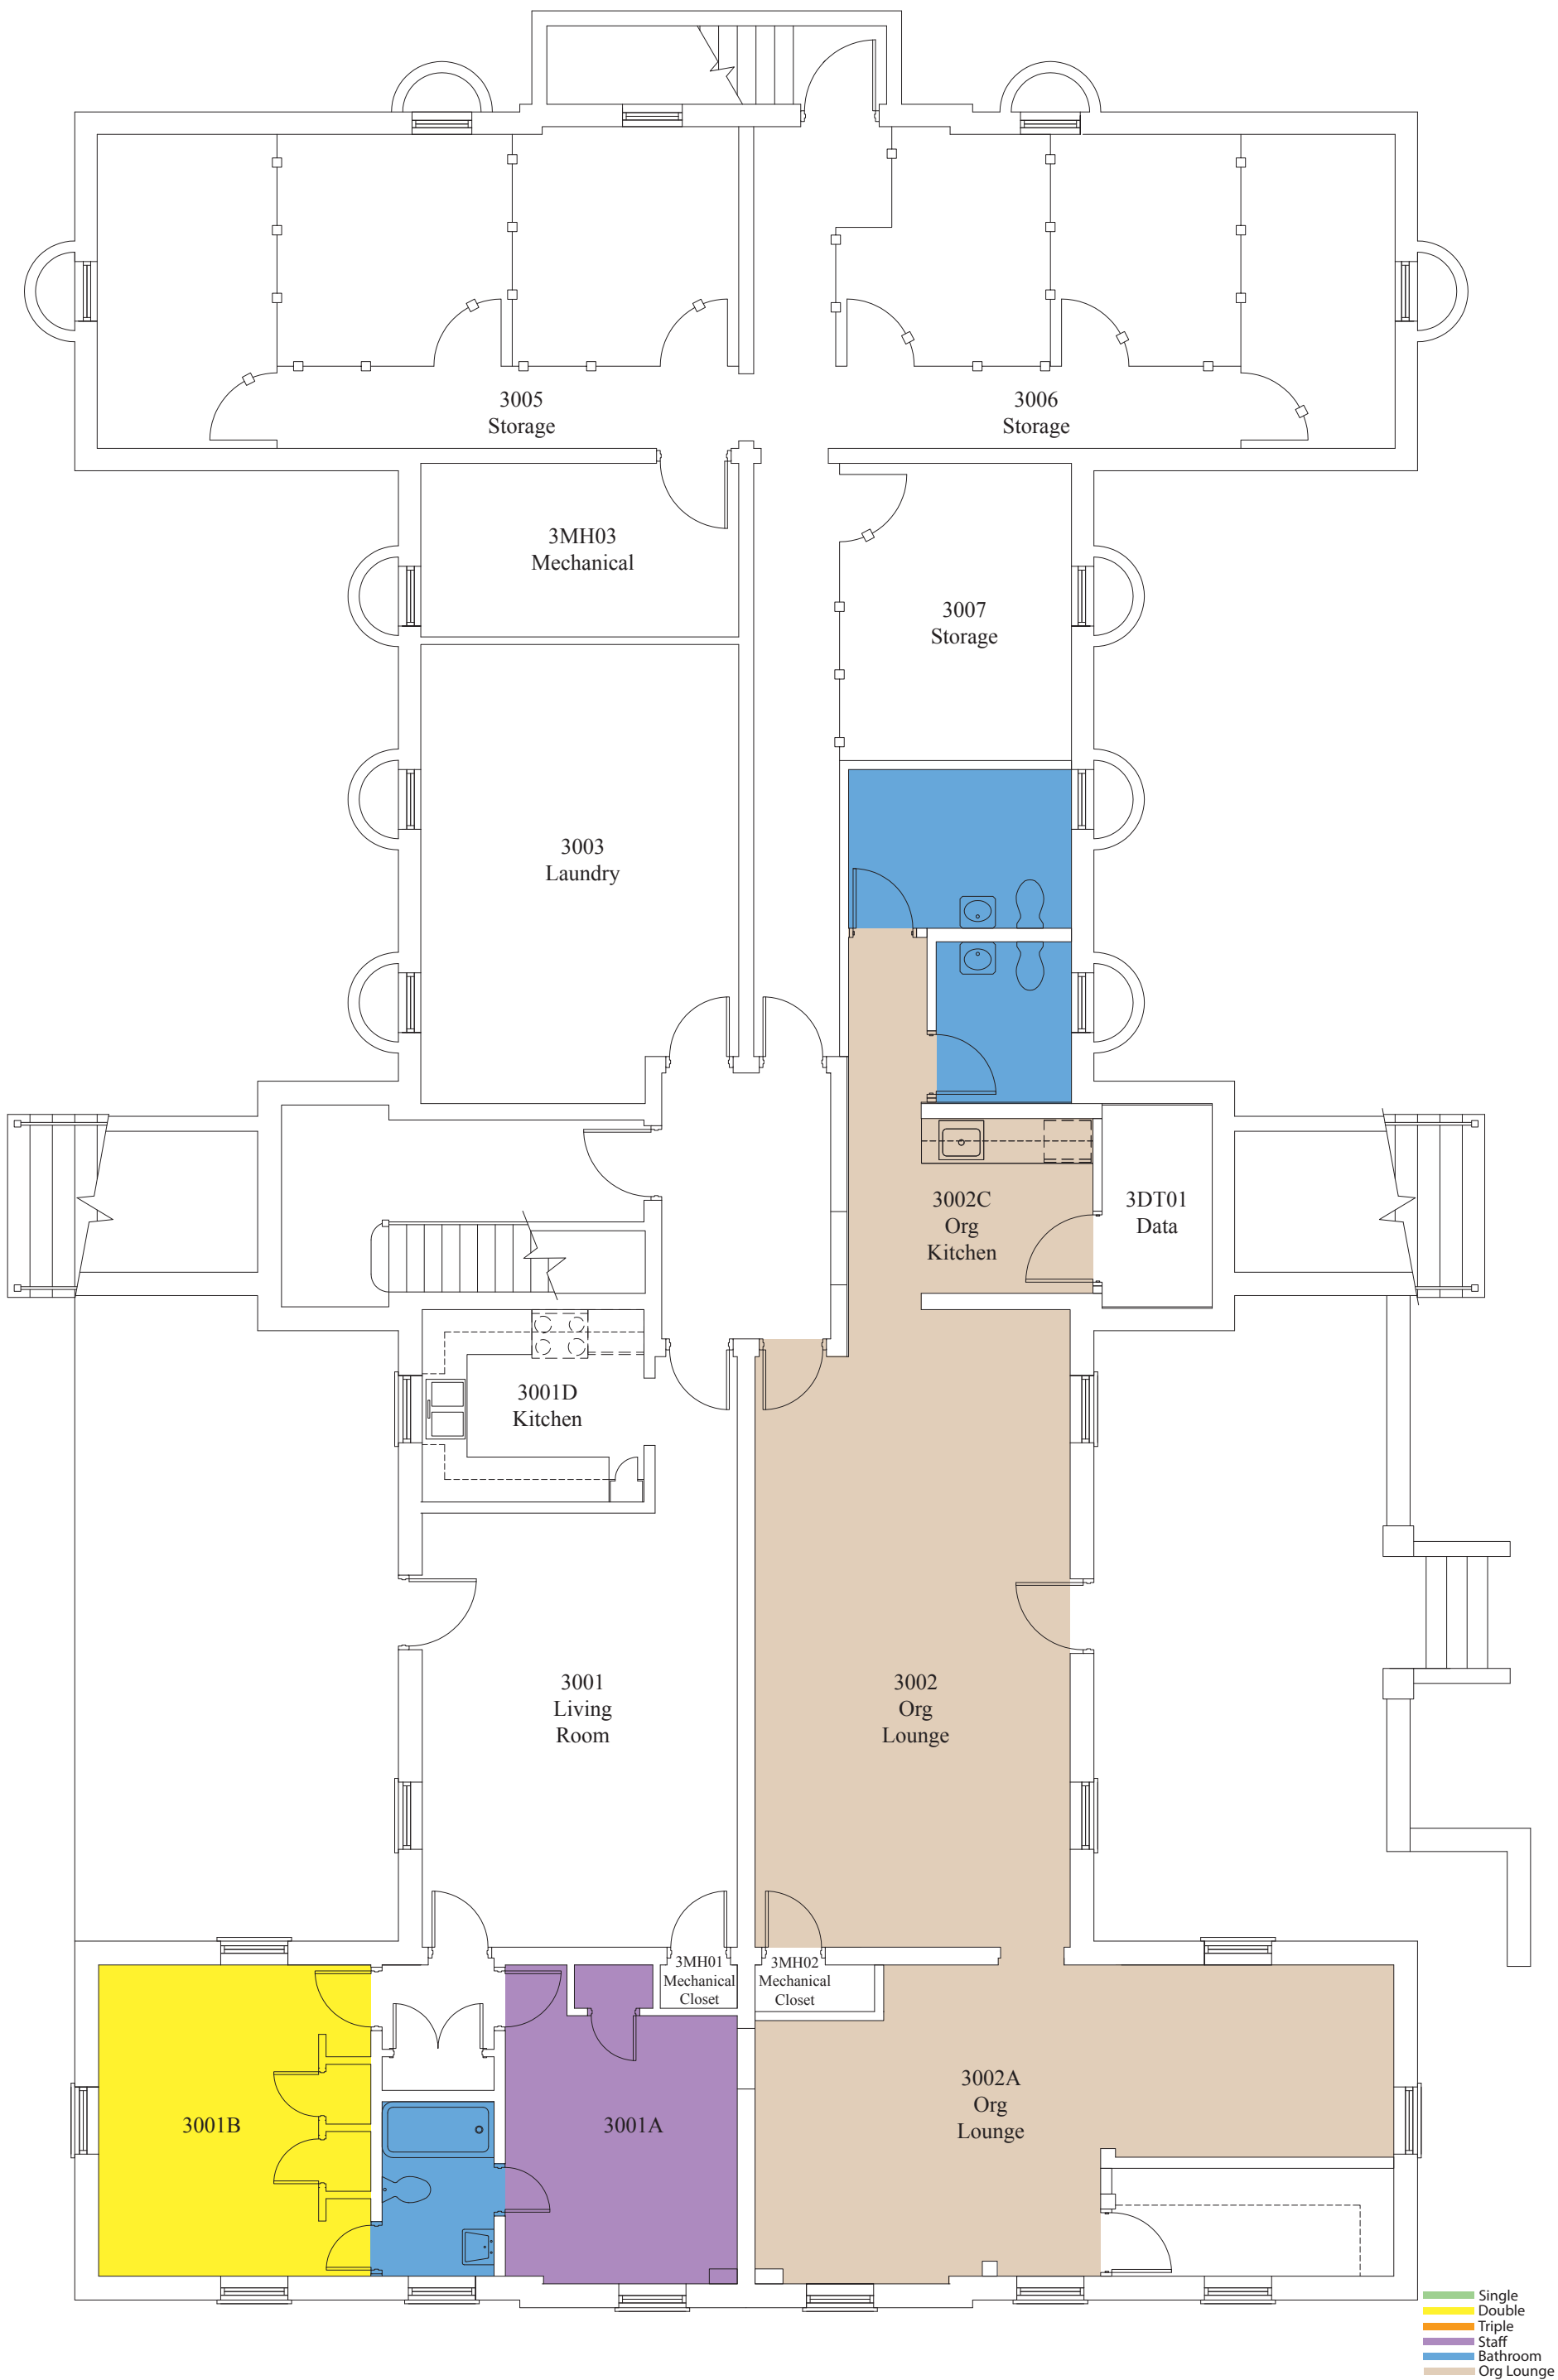 3005
Storage
3006
Storage
3MH03
Mechanical
3007
Storage
3003
Laundry
3002C
Org
Kitchen
3DT01
Data
3001D
Kitchen
3001
Living
Room
3002
Org
Lounge
3MH01
Mechanical
Closet
3MH02
Mechanical
Closet
3001B
3001A
3002A
Org
Lounge
Single
Double
Triple
Staff
Bathroom
Org Lounge